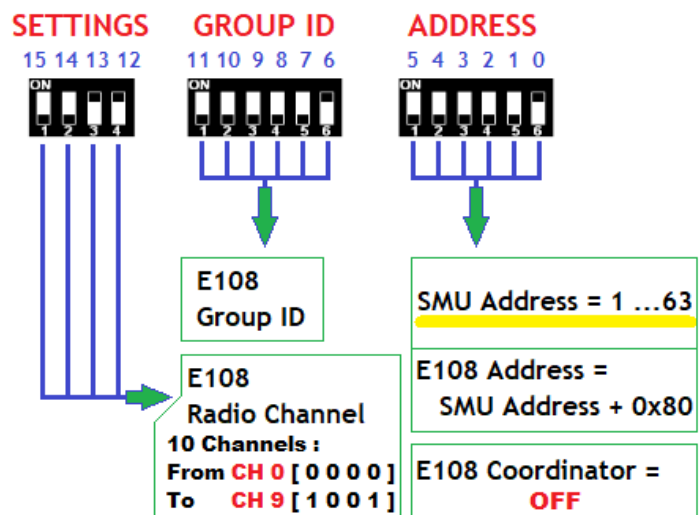 SETTINGS GROUP ID ADDRESS
15 14 13 12 11 10 9 8 7 6 5 4 3 2 1 0
ON ON ON
1 2 3 4 1 2 3 4 5 6 1 2 3 4 5 6
E108
Group ID
SMU Address = 1 ...63
E108 Address =
SMU Address + 0x80
E108
Radio Channel
10 Channels :
From CH 0 [ 0 0 0 0 ]
To CH 9 [ 1 0 0 1 ]
E108 Coordinator =
OFF